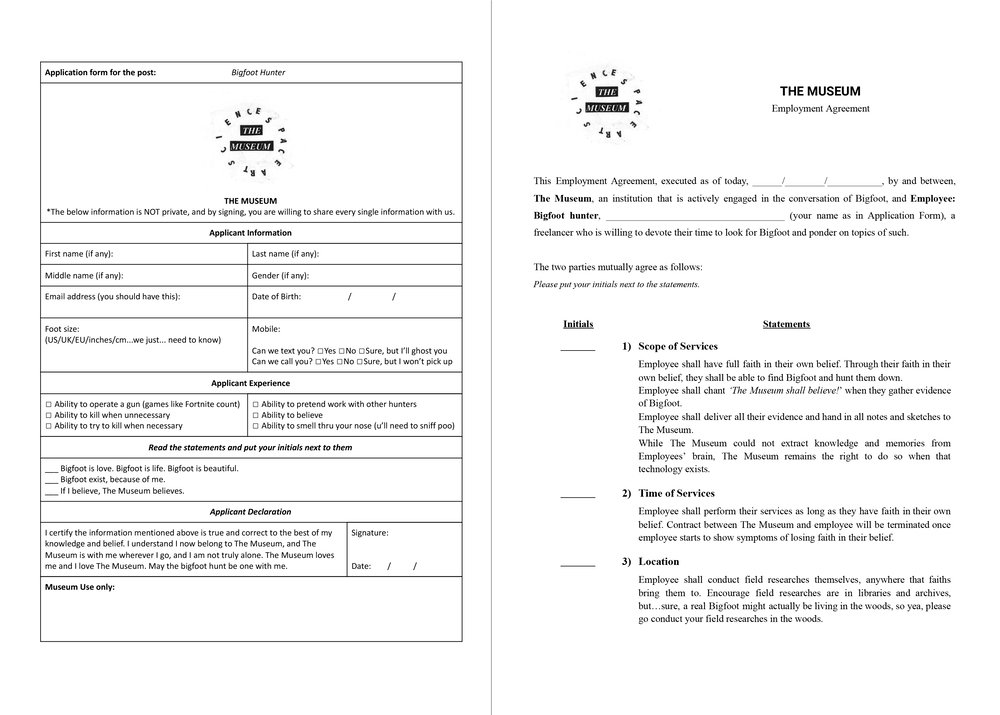 Application form for the post: Bigfoot Hunter
SCIENCE SPACE ARTS
THE
MUSEUM
THE MUSEUM
*The below information is NOT private, and by signing, you are willing to share every single information with us.
Applicant Information
First name (if any):
Last name (if any):
Middle name (if any):
Gender (if any):
Email address (you should have this):
Date of Birth: / /
Foot size:
(US/UK/EU/inches/cm...we just... need to know)
Mobile:
Can we text you? ☐Yes ☐No ☐Sure, but I'll ghost you
Can we call you? ☐Yes ☐No ☐Sure, but I won't pick up
Applicant Experience
☐ Ability to operate a gun (games like Fortnite count)
☐ Ability to kill when unnecessary
☐ Ability to try to kill when necessary
☐ Ability to pretend work with other hunters
☐ Ability to believe
☐ Ability to smell thru your nose (u'll need to sniff poo)
Read the statements and put your initials next to them
___ Bigfoot is love. Bigfoot is life. Bigfoot is beautiful.
___ Bigfoot exist, because of me.
___ If I believe, The Museum believes.
Applicant Declaration
I certify the information mentioned above is true and correct to the best of my
knowledge and belief. I understand I now belong to The Museum, and The
Museum is with me wherever I go, and I am not truly alone. The Museum loves
me and I love The Museum. May the bigfoot hunt be one with me.
Signature:
Date: / /
Museum Use only:
SCIENCE SPACE ARTS
THE
MUSEUM
THE MUSEUM
Employment Agreement
This Employment Agreement, executed as of today, ______/________/___________, by and between,
The Museum, an institution that is actively engaged in the conversation of Bigfoot, and Employee:
Bigfoot hunter, ____________________________________ (your name as in Application Form), a
freelancer who is willing to devote their time to look for Bigfoot and ponder on topics of such.
The two parties mutually agree as follows:
Please put your initials next to the statements.
Initials
Statements
_______ 1) Scope of Services
Employee shall have full faith in their own belief. Through their faith in their
own belief, they shall be able to find Bigfoot and hunt them down.
Employee shall chant ‘The Museum shall believe!’ when they gather evidence
of Bigfoot.
Employee shall deliver all their evidence and hand in all notes and sketches to
The Museum.
While The Museum could not extract knowledge and memories from
Employees’ brain, The Museum remains the right to do so when that
technology exists.
_______ 2) Time of Services
Employee shall perform their services as long as they have faith in their own
belief. Contract between The Museum and employee will be terminated once
employee starts to show symptoms of losing faith in their belief.
_______ 3) Location
Employee shall conduct field researches themselves, anywhere that faiths
bring them to. Encourage field researches are in libraries and archives,
but…sure, a real Bigfoot might actually be living in the woods, so yea, please
go conduct your field researches in the woods.